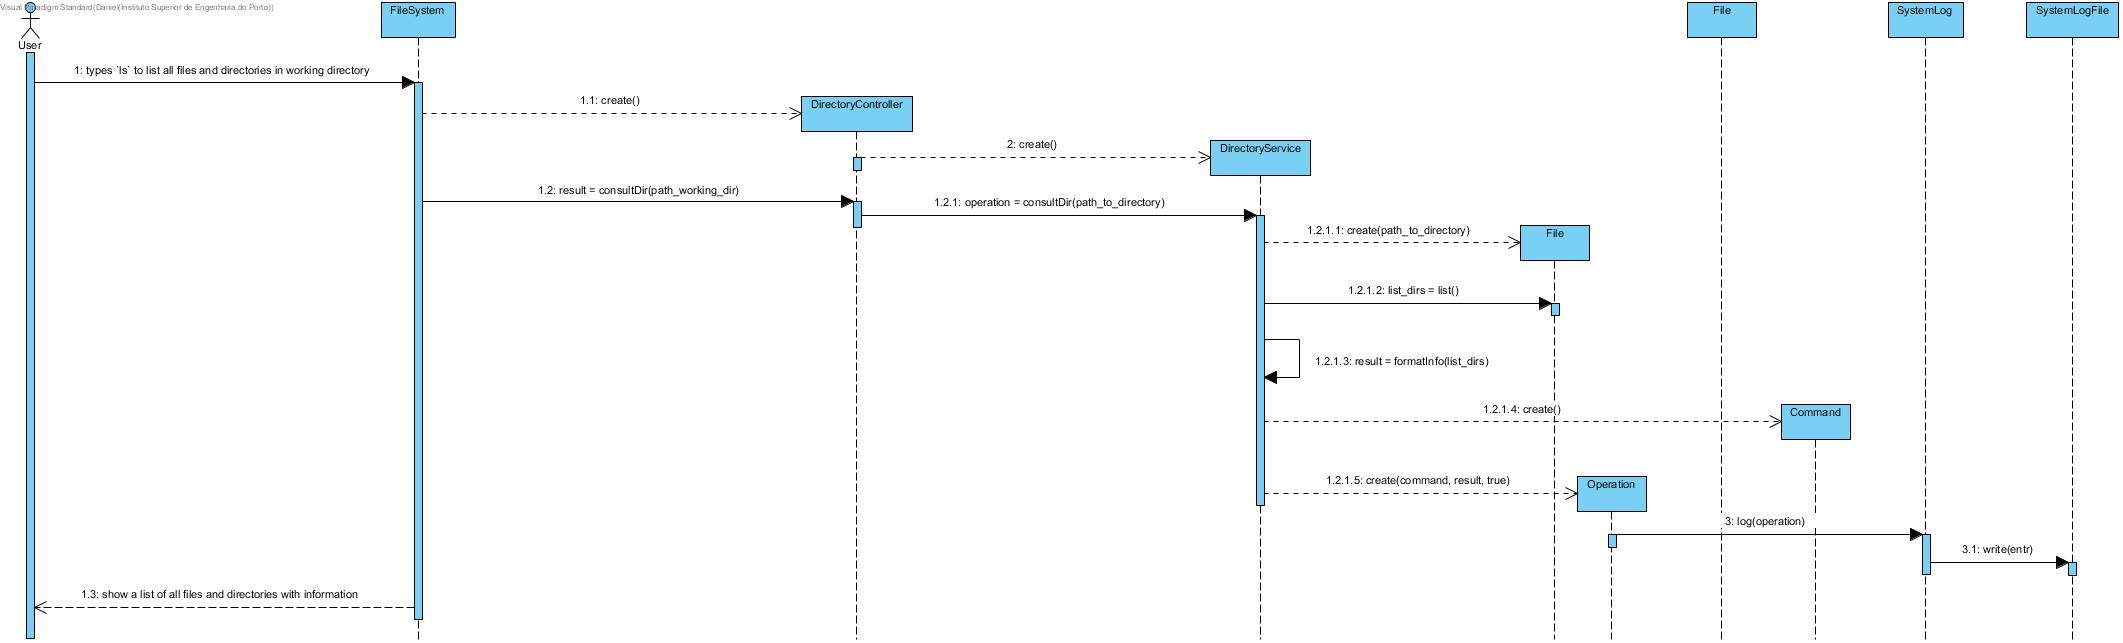 Visual Paradigm Standard(Daniel(Instituto Superior de Engenharia do Porto))
User
FileSystem
File
SystemLog
SystemLogFile
1: types `ls` to list all files and directories in working directory
1.1: create()
DirectoryController
2: create()
DirectoryService
1.2: result = consultDir(path_working_dir)
1.2.1: operation = consultDir(path_to_directory)
1.2.1.1: create(path_to_directory)
File
1.2.1.2: list_dirs = list()
1.2.1.3: result = formatInfo(list_dirs)
1.2.1.4: create()
Command
1.2.1.5: create(command, result, true)
Operation
3: log(operation)
3.1: write(entr)
1.3: show a list of all files and directories with information